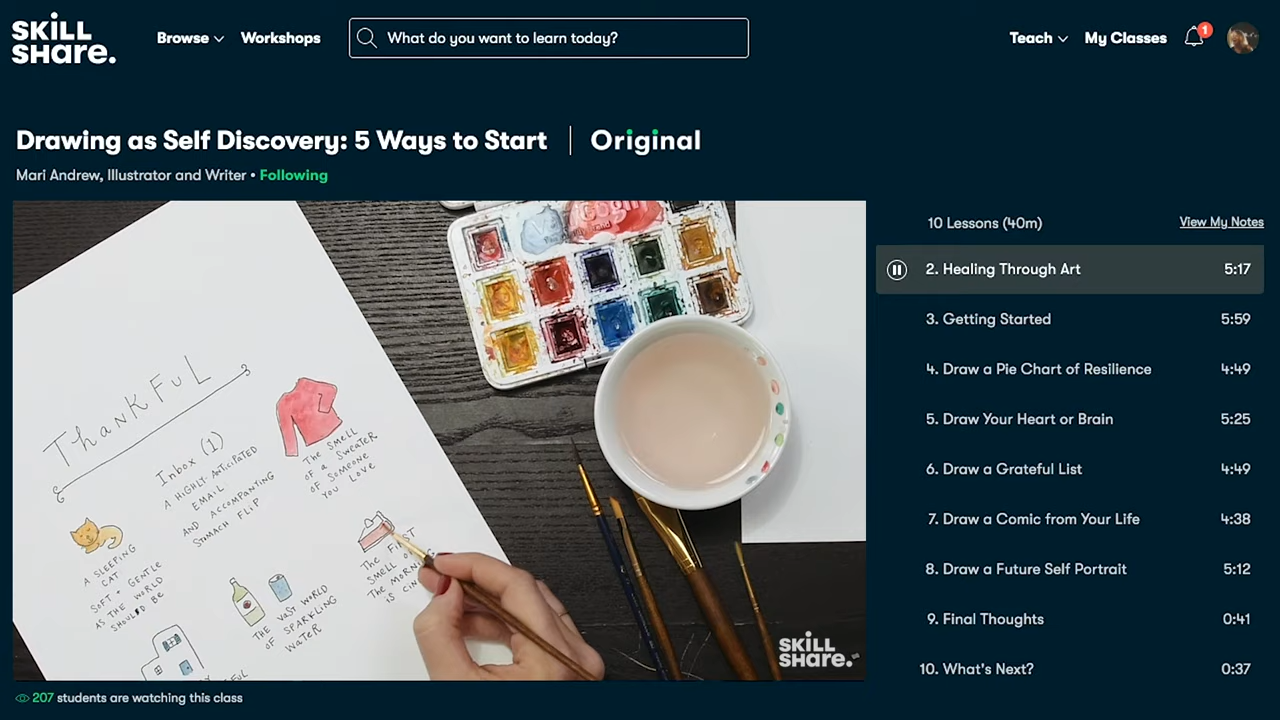 SKILL
SHARE.
Browse
Workshops
What do you want to learn today?
Teach
My Classes
1
Drawing as Self Discovery: 5 Ways to Start
Original
Mari Andrew, Illustrator and Writer • Following
THANKFUL
Inbox (1)
A HIGHLY-ANTICIPATED
EMAIL
AND ACCOMPANYING
STOMACH FLIP
THE SMELL
OF A SWEATER
OF SOMEONE
YOU LOVE
A SLEEPING
CAT
SOFT + GENTLE
AS THE WORLD
SHOULD BE
THE VAST WORLD
OF SPARKLING
WATER
THE FIRST
SMELL
THE
IS
SKILL
SHARE.
207 students are watching this class
10 Lessons (40m)
View My Notes
2. Healing Through Art
5:17
3. Getting Started
5:59
4. Draw a Pie Chart of Resilience
4:49
5. Draw Your Heart or Brain
5:25
6. Draw a Grateful List
4:49
7. Draw a Comic from Your Life
4:38
8. Draw a Future Self Portrait
5:12
9. Final Thoughts
0:41
10. What's Next?
0:37